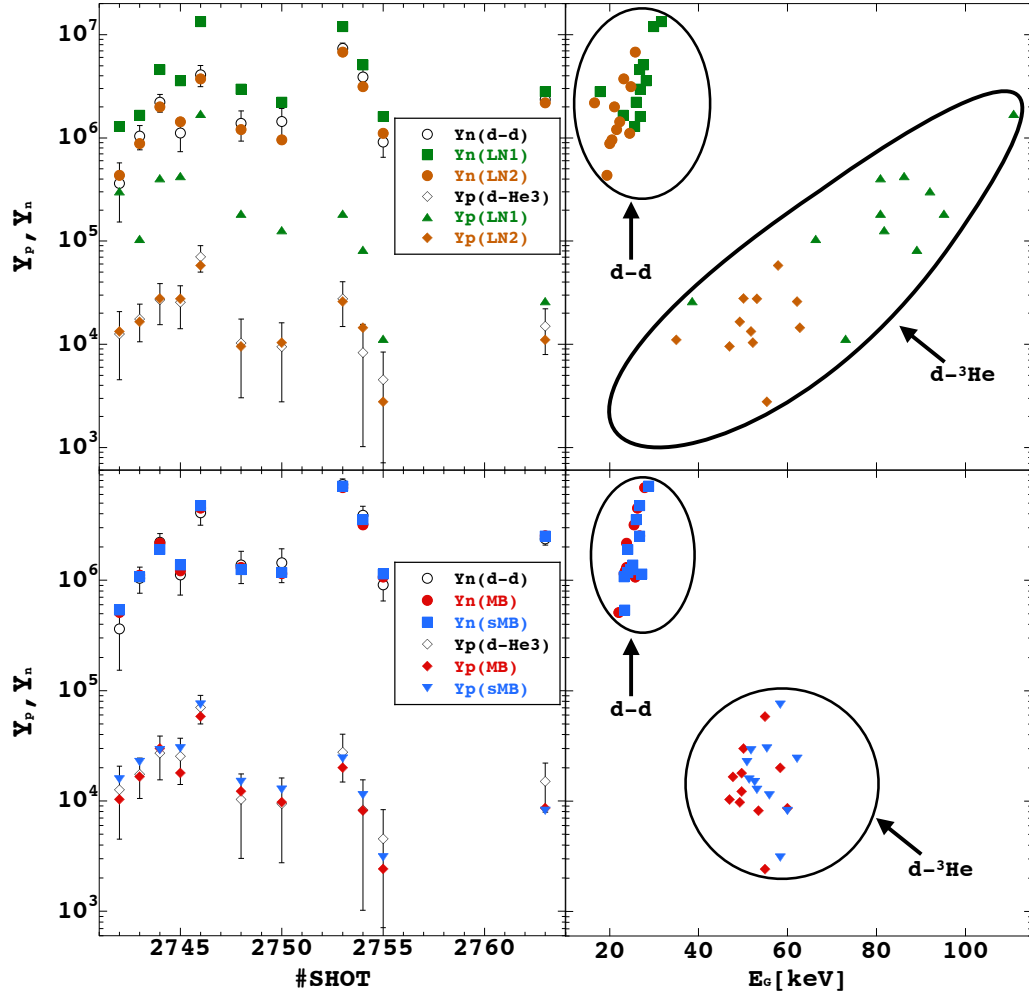 10⁷
10⁶
10⁵
10⁴
10³
Yₚ,Yₙ
Yn(d-d)
Yn(LN1)
Yn(LN2)
Yp(d-He3)
Yp(LN1)
Yp(LN2)
d-d
d-³He
10⁶
10⁵
10⁴
10³
Yₚ,Yₙ
Yn(d-d)
Yn(MB)
Yn(sMB)
Yp(d-He3)
Yp(MB)
Yp(sMB)
d-d
d-³He
2745 2750 2755 2760
#SHOT
20 40 60 80 100
E_G[keV]